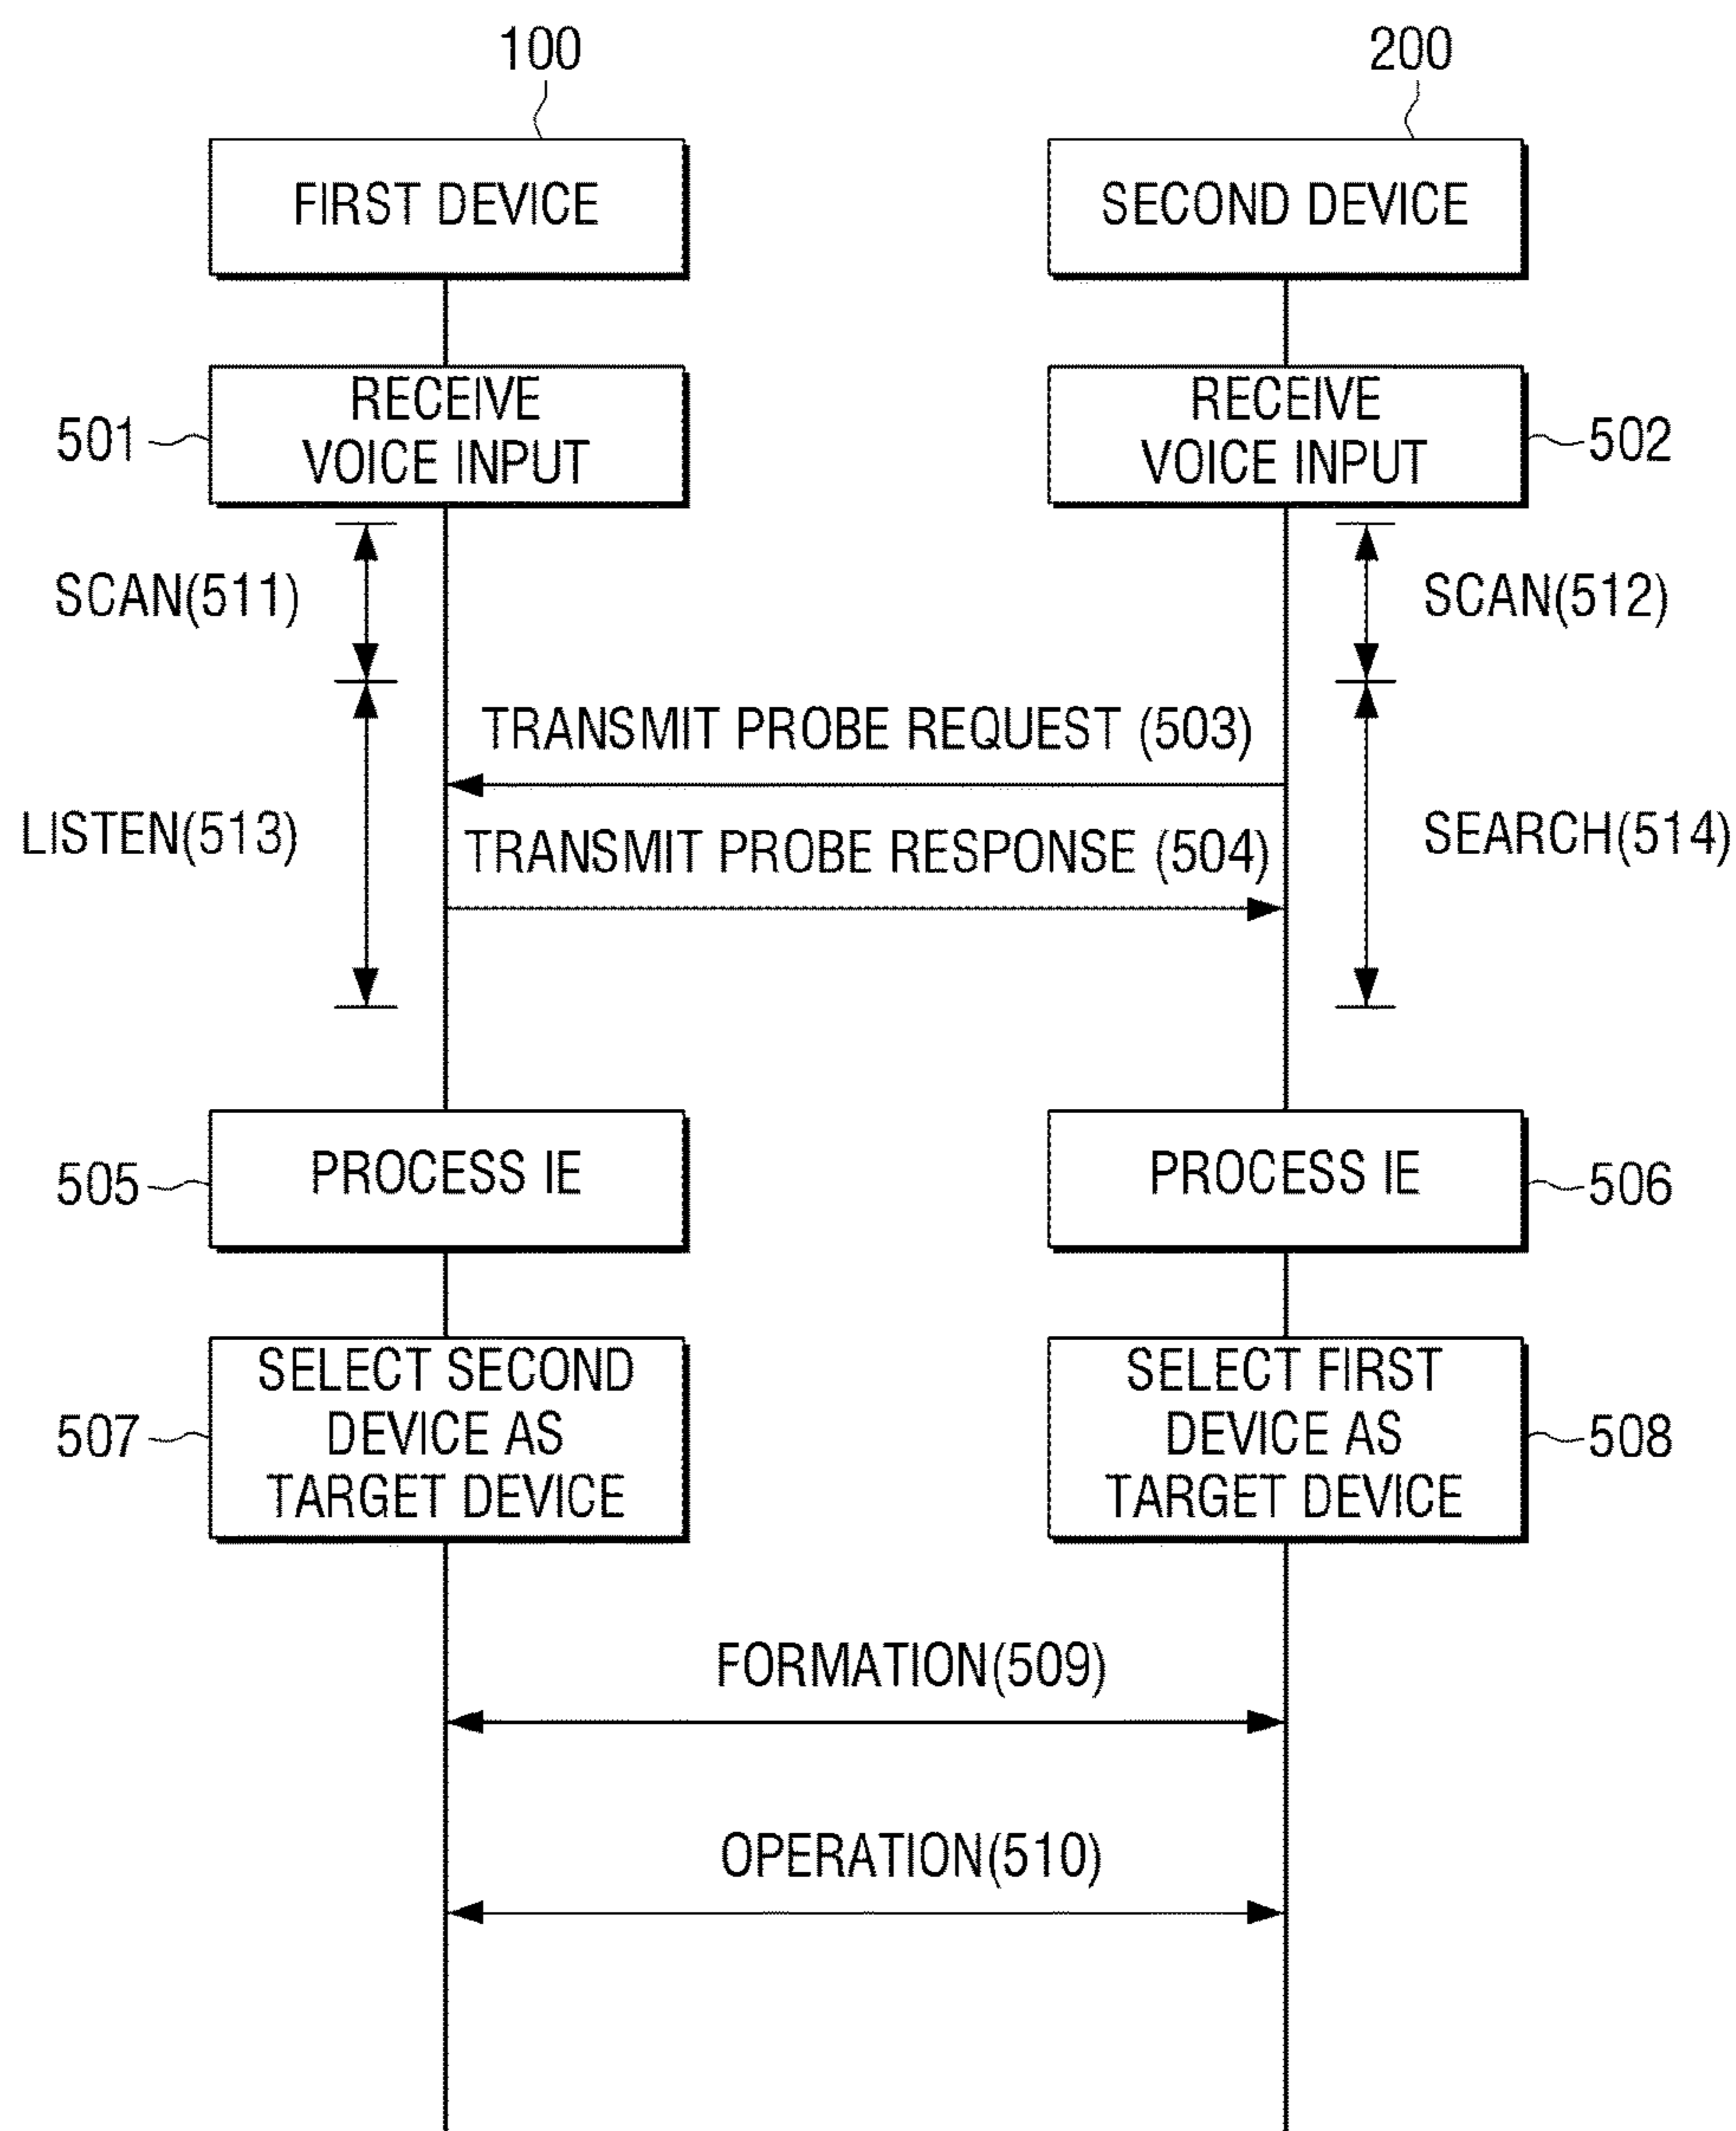 100
200
FIRST DEVICE
SECOND DEVICE
501
RECEIVE
VOICE INPUT
RECEIVE
VOICE INPUT
502
SCAN(511)
SCAN(512)
TRANSMIT PROBE REQUEST (503)
LISTEN(513)
TRANSMIT PROBE RESPONSE (504)
SEARCH(514)
505
PROCESS IE
PROCESS IE
506
507
SELECT SECOND
DEVICE AS
TARGET DEVICE
SELECT FIRST
DEVICE AS
TARGET DEVICE
508
FORMATION(509)
OPERATION(510)